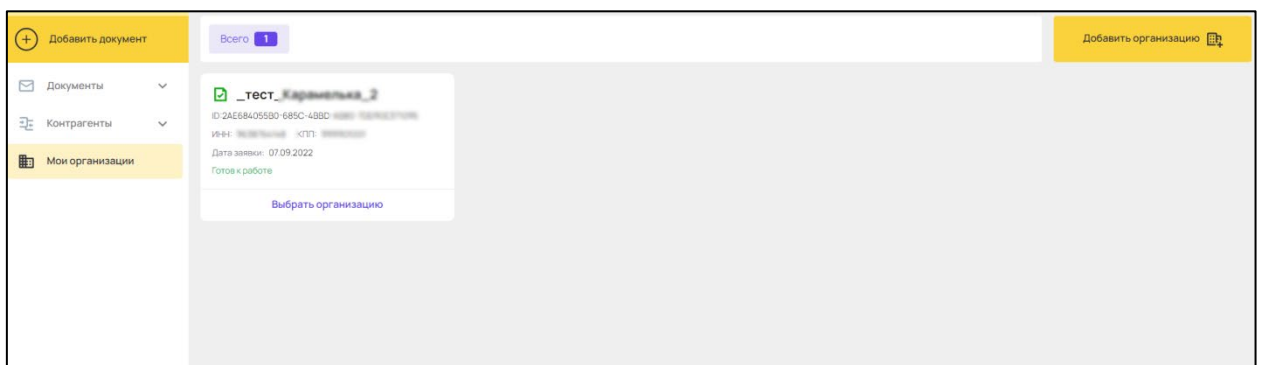 Добавить документ
Документы
Контрагенты
Мои организации
Всего 1
Добавить организацию
_тест_
ID:2AE68405580-685C-4BBD
ИНН: КПП:
Дата заявки: 07.09.2022
Готов к работе
Выбрать организацию